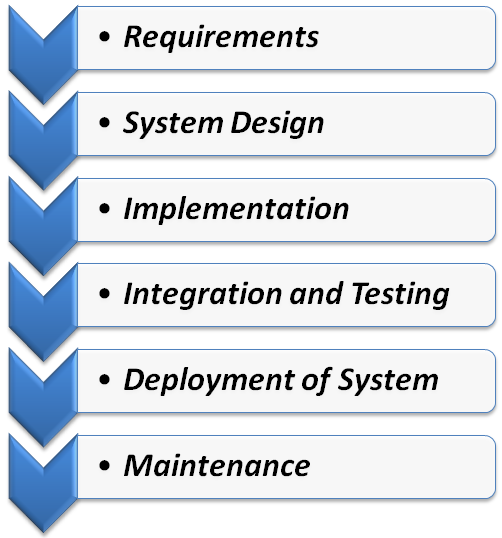 • Requirements
• System Design
• Implementation
• Integration and Testing
• Deployment of System
• Maintenance